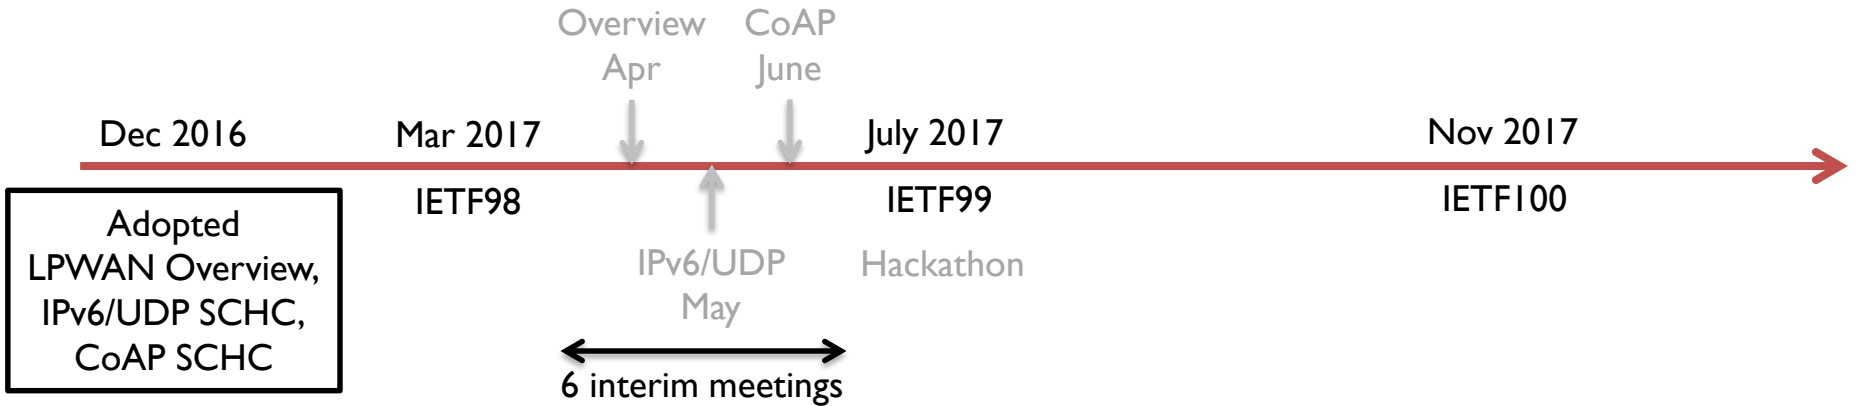 Overview
Apr
CoAP
June
Dec 2016
Mar 2017
July 2017
Nov 2017
IETF98
IETF99
IETF100
Adopted
LPWAN Overview,
IPv6/UDP SCHC,
CoAP SCHC
IPv6/UDP
May
Hackathon
6 interim meetings